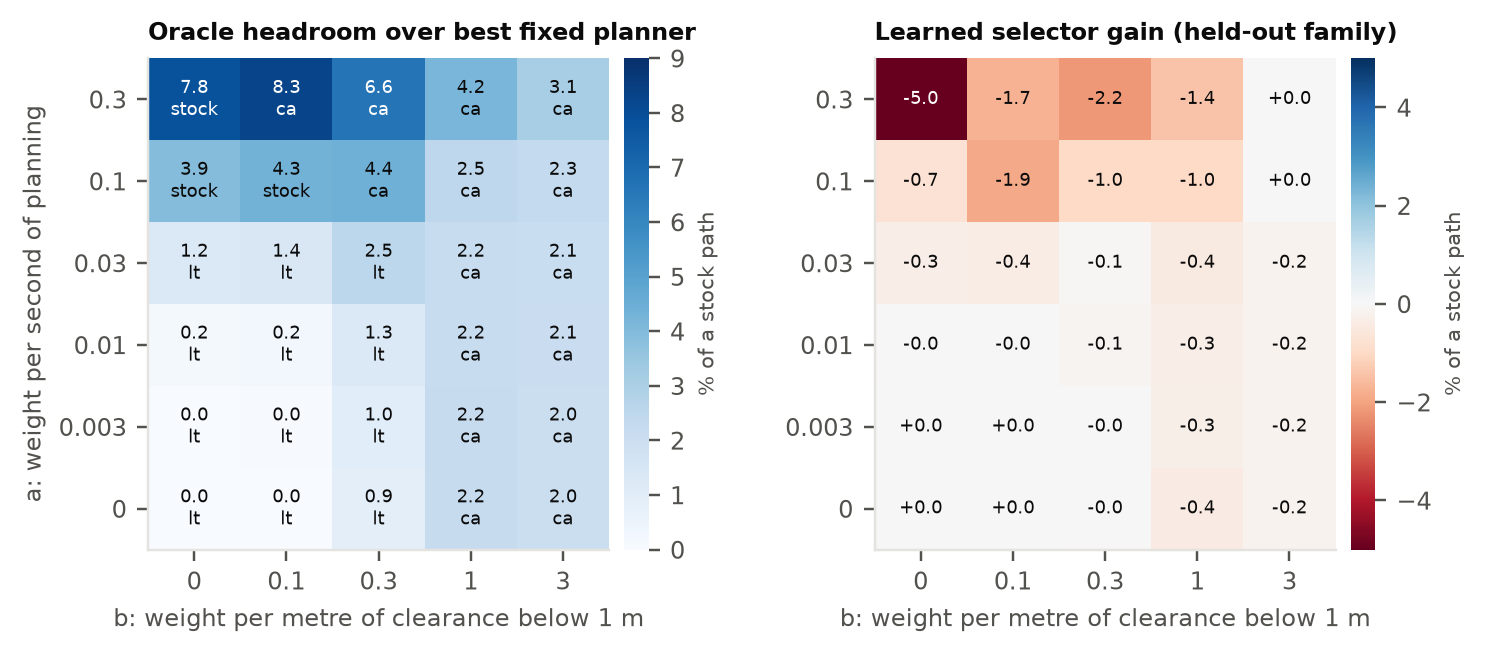 Oracle headroom over best fixed planner
a: weight per second of planning
0.3
7.8 8.3 6.6 4.2 3.1
stock ca ca ca ca
0.1
3.9 4.3 4.4 2.5 2.3
stock stock ca ca ca
0.03
1.2 1.4 2.5 2.2 2.1
lt lt lt ca ca
0.01
0.2 0.2 1.3 2.2 2.1
lt lt lt ca ca
0.003
0.0 0.0 1.0 2.2 2.0
lt lt lt ca ca
0
0.0 0.0 0.9 2.2 2.0
lt lt lt ca ca
0 0.1 0.3 1 3
b: weight per metre of clearance below 1 m
9
8
7
6
5
4
3
2
1
0
% of a stock path
Learned selector gain (held-out family)
0.3 -5.0 -1.7 -2.2 -1.4 +0.0
0.1 -0.7 -1.9 -1.0 -1.0 +0.0
0.03 -0.3 -0.4 -0.1 -0.4 -0.2
0.01 -0.0 -0.0 -0.1 -0.3 -0.2
0.003 +0.0 +0.0 -0.0 -0.3 -0.2
0 +0.0 +0.0 -0.0 -0.4 -0.2
0 0.1 0.3 1 3
b: weight per metre of clearance below 1 m
4
2
0
−2
−4
% of a stock path